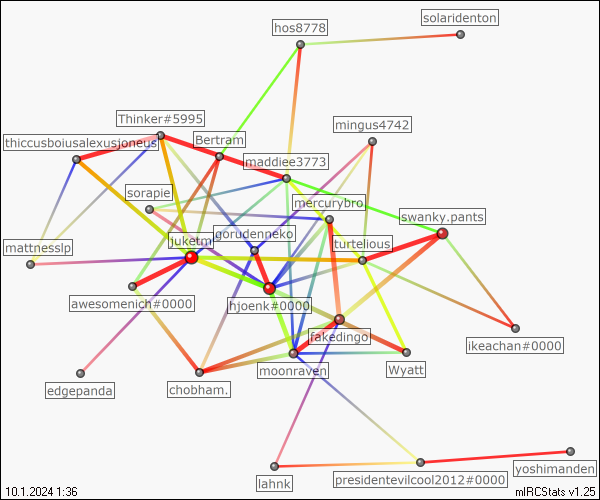 solaridenton
hos8778
Thinker#5995
mingus4742
thiccusboiusalexusjoneus
Bertram
maddiee3773
sorapie
mercurybro.
swanky.pants
juketm
gorudenneko
turtelious
mattnesslp
awesomenich#0000
hjoenk#0000
fakedingo
ikeachan#0000
moonraven
Wyatt
edgepanda
chobham.
lahnk
presidentevilcool2012#0000
yoshimanden
10.1.2024 1:36
mIRCStats v1.25